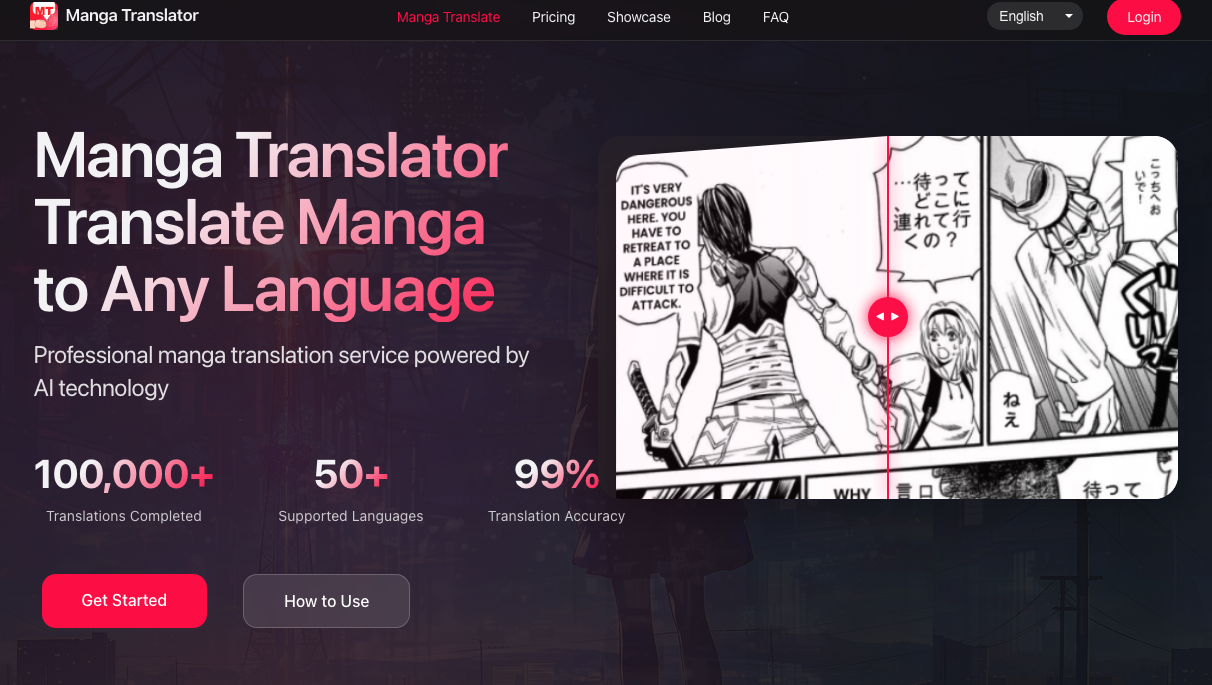 MT
Manga Translator
Manga Translate
Pricing
Showcase
Blog
FAQ
English
Login
Manga Translator
Translate Manga
to Any Language
Professional manga translation service powered by
AI technology
100,000+
Translations Completed
50+
Supported Languages
99%
Translation Accuracy
Get Started
How to Use
IT'S VERY
DANGEROUS
HERE. YOU
HAVE TO
RETREAT TO
A PLACE
WHERE IT IS
DIFFICULT TO
ATTACK.
こっちへお
いで！
…待って
、どこに
連れて行
くの？
ねえ
WHY
待って